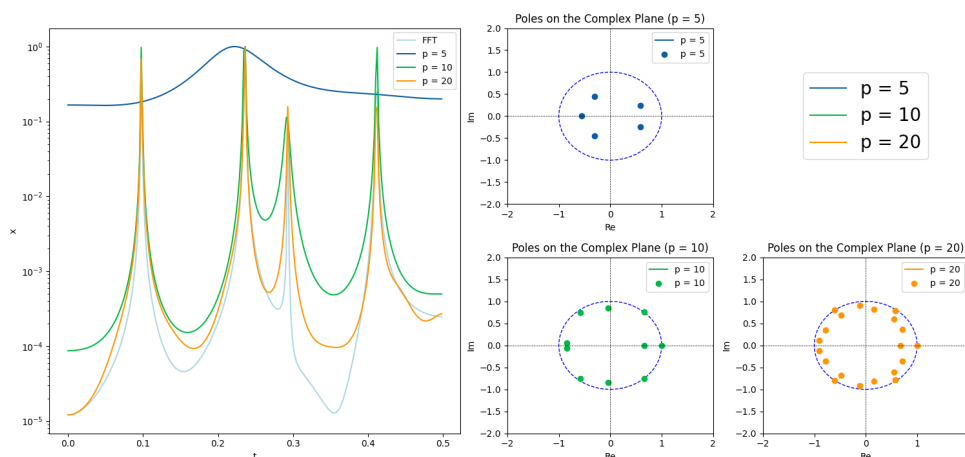 x
10⁰
10⁻¹
10⁻²
10⁻³
10⁻⁴
10⁻⁵
0.0 0.1 0.2 0.3 0.4 0.5
t
FFT
p = 5
p = 10
p = 20
Poles on the Complex Plane (p = 5)
Im
2.0
1.5
1.0
0.5
0.0
−0.5
−1.0
−1.5
−2.0
−2 −1 0 1 2
Re
p = 5
p = 5
p = 5
p = 10
p = 20
Poles on the Complex Plane (p = 10)
Im
2.0
1.5
1.0
0.5
0.0
−0.5
−1.0
−1.5
−2.0
−2 −1 0 1 2
Re
p = 10
p = 10
Poles on the Complex Plane (p = 20)
Im
2.0
1.5
1.0
0.5
0.0
−0.5
−1.0
−1.5
−2.0
−2 −1 0 1
Re
p = 20
p = 20